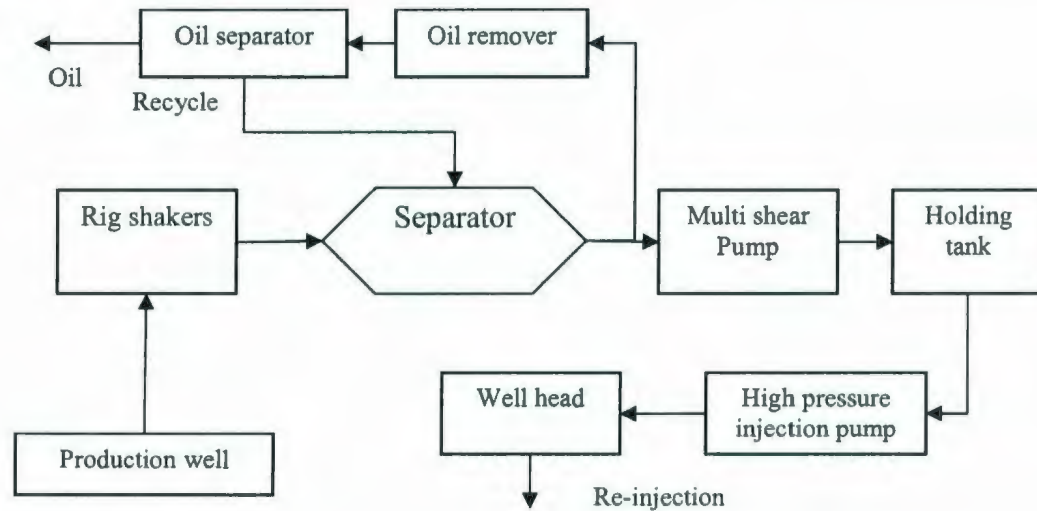 Oil separator
Oil remover
Oil
Recycle
Rig shakers
Separator
Multi shear
Pump
Holding
tank
Well head
High pressure
injection pump
Production well
Re-injection